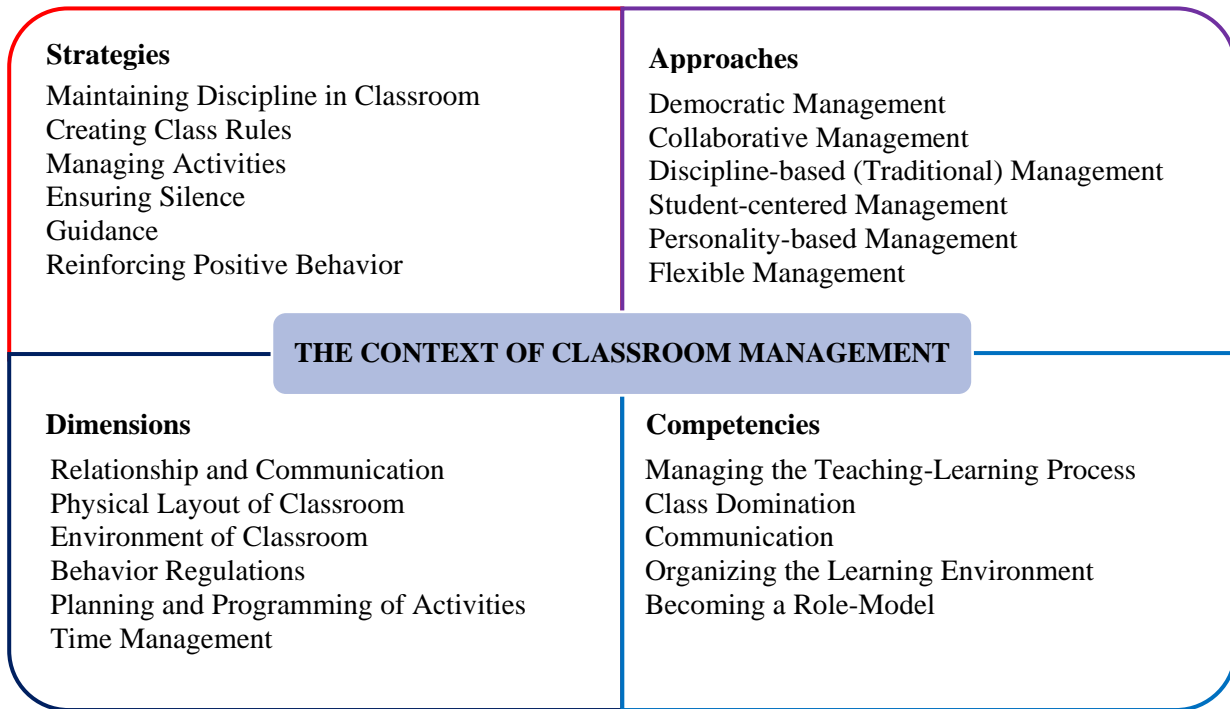 Strategies
Maintaining Discipline in Classroom
Creating Class Rules
Managing Activities
Ensuring Silence
Guidance
Reinforcing Positive Behavior
Approaches
Democratic Management
Collaborative Management
Discipline-based (Traditional) Management
Student-centered Management
Personality-based Management
Flexible Management
THE CONTEXT OF CLASSROOM MANAGEMENT
Dimensions
Relationship and Communication
Physical Layout of Classroom
Environment of Classroom
Behavior Regulations
Planning and Programming of Activities
Time Management
Competencies
Managing the Teaching-Learning Process
Class Domination
Communication
Organizing the Learning Environment
Becoming a Role-Model